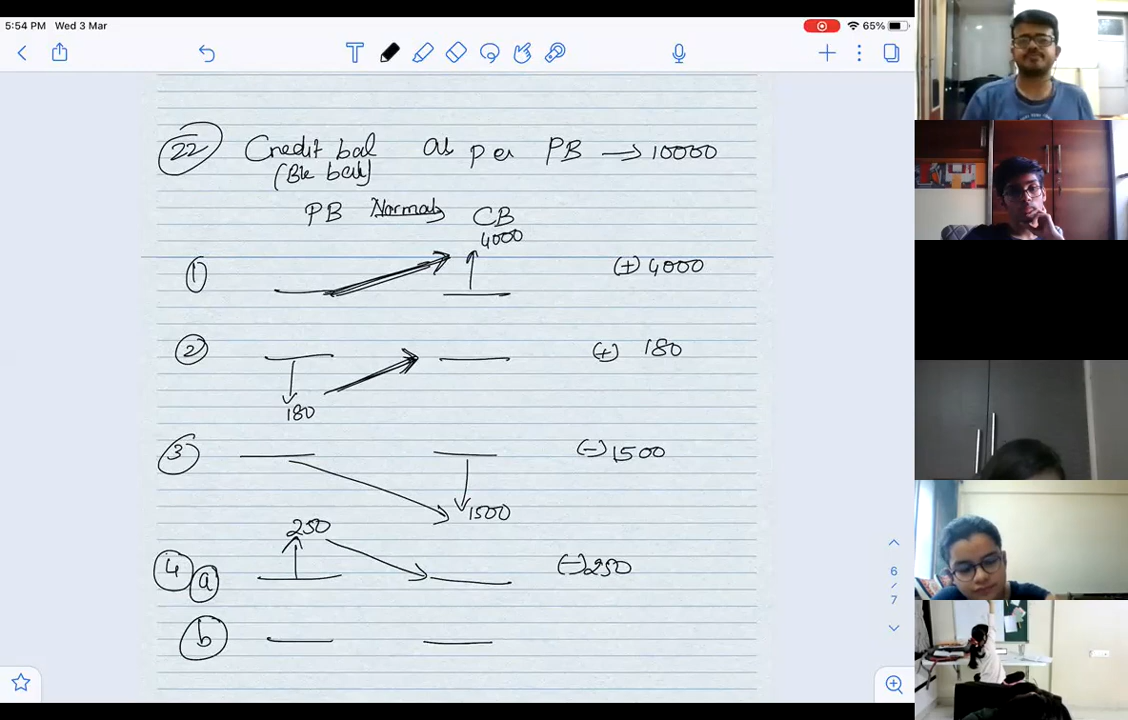 5:54 PM Wed 3 Mar
65%
T
22 Credit bal as per PB → 10000
PB Normal CB
4000
1 (+) 4000
2 (+) 180
180
3 (-) 1500
1500
250
4 a (-) 250
b
6
/
7